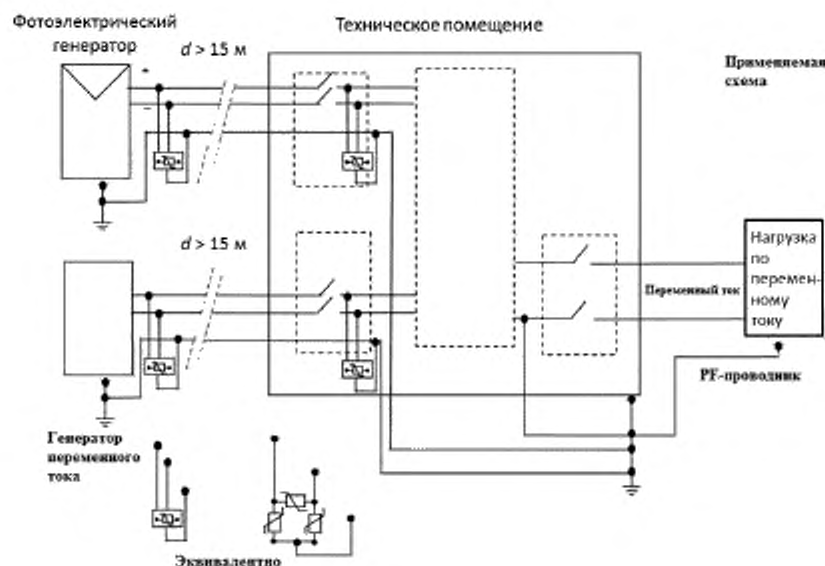 Фотоэлектрический
генератор
d > 15 м
Техническое помещение
Применяемая
схема
+
−
d > 15 м
Нагрузка
по
перемен-
ному
току
Переменный ток
PF-проводник
Генератор
переменного
тока
Эквивалентно